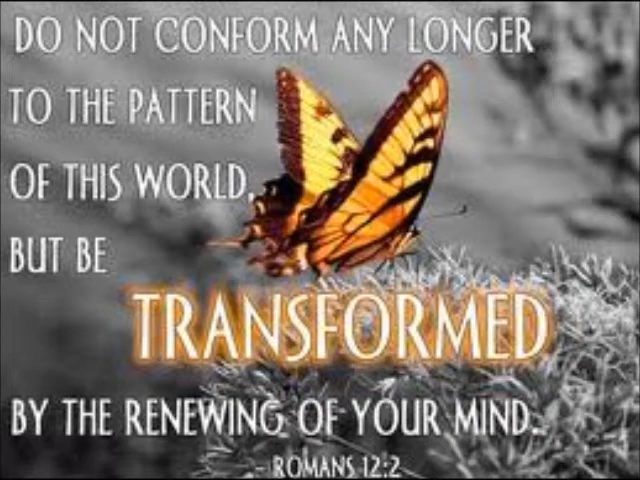 DO NOT CONFORM ANY LONGER
TO THE PATTERN
OF THIS WORLD,
BUT BE
TRANSFORMED
BY THE RENEWING OF YOUR MIND.
- ROMANS 12:2